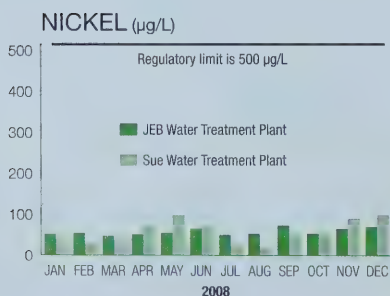 NICKEL (µg/L)
500
Regulatory limit is 500 µg/L
400
300
JEB Water Treatment Plant
Sue Water Treatment Plant
200
100
0
JAN FEB MAR APR MAY JUN JUL AUG SEP OCT NOV DEC
2008